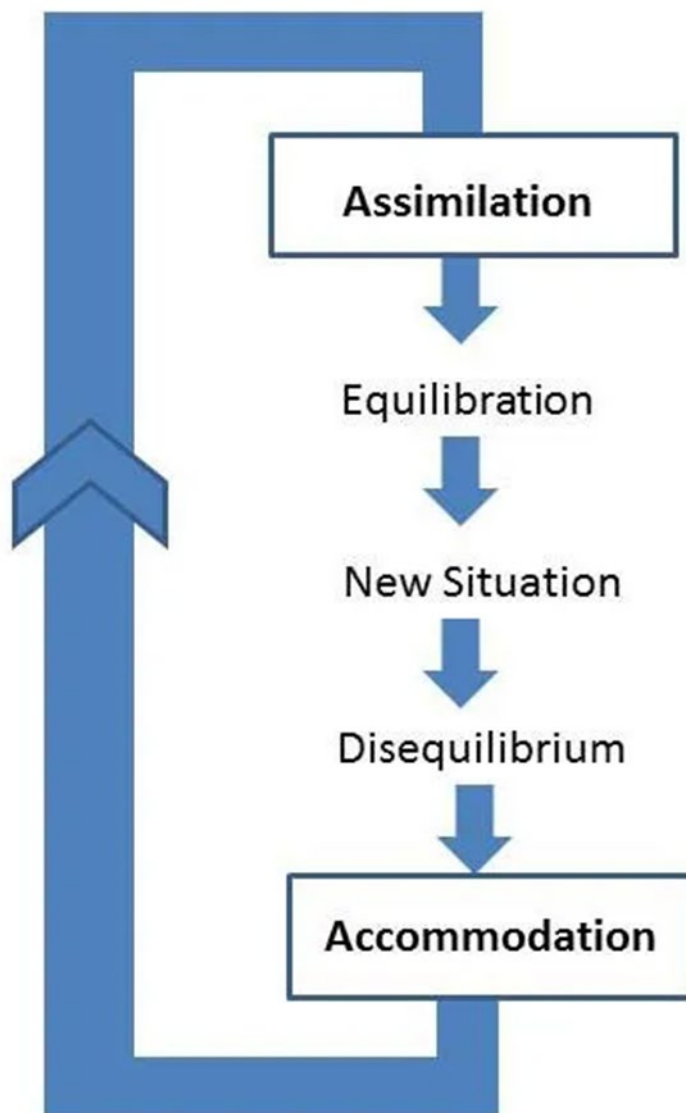 Assimilation
Equilibration
New Situation
Disequilibrium
Accommodation